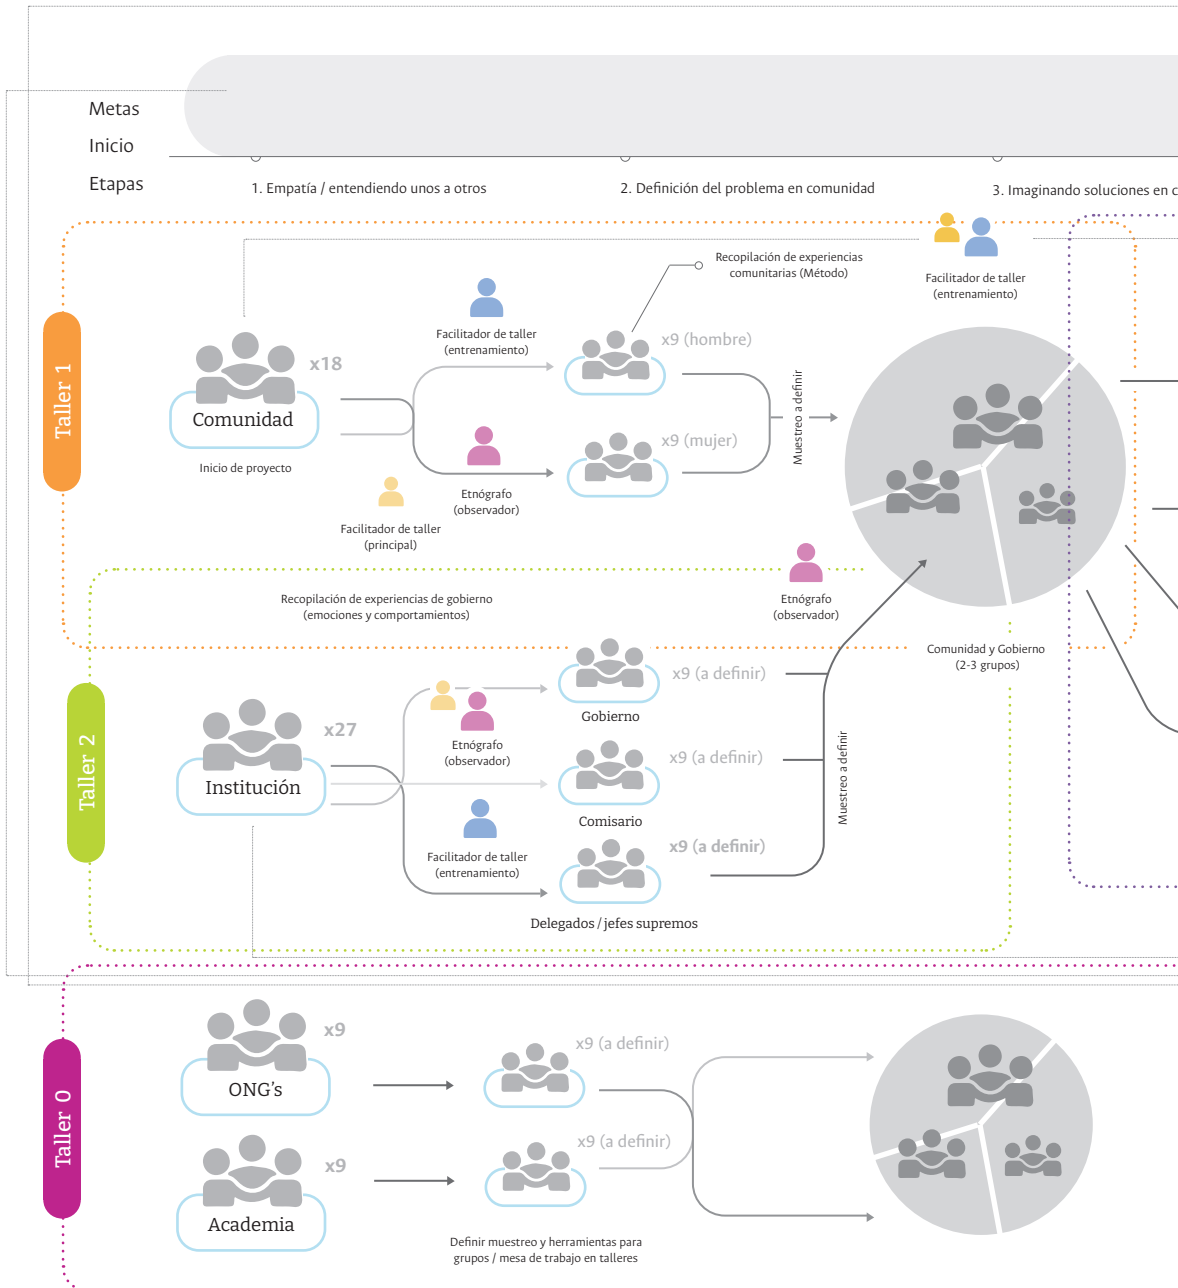 Metas
Inicio
Etapas
1. Empatía / entendiendo unos a otros
2. Definición del problema en comunidad
3. Imaginando soluciones en c
Taller 1
Comunidad
x18
Inicio de proyecto
Facilitador de taller
(entrenamiento)
Etnógrafo
(observador)
Facilitador de taller
(principal)
Recopilación de experiencias
comunitarias (Método)
x9 (hombre)
x9 (mujer)
Muestreo a definir
Facilitador de taller
(entrenamiento)
Recopilación de experiencias de gobierno
(emociones y comportamientos)
Etnógrafo
(observador)
Comunidad y Gobierno
(2-3 grupos)
Taller 2
Institución
x27
Etnógrafo
(observador)
Facilitador de taller
(entrenamiento)
x9 (a definir)
Gobierno
x9 (a definir)
Comisario
x9 (a definir)
Delegados / jefes supremos
Muestreo a definir
Taller 0
x9
ONG's
x9
Academia
x9 (a definir)
x9 (a definir)
Definir muestreo y herramientas para
grupos / mesa de trabajo en talleres